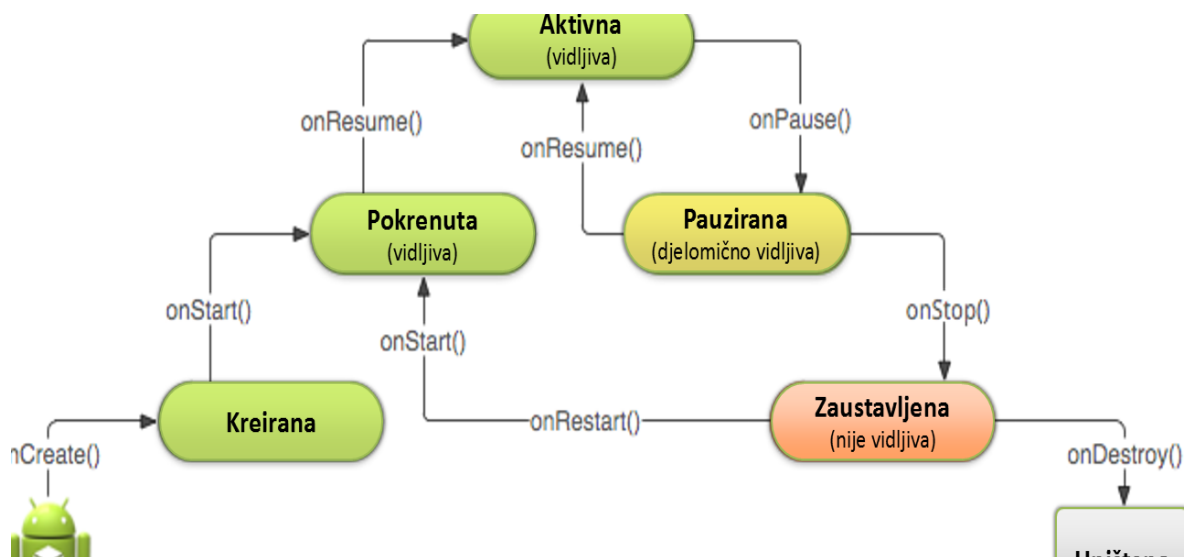 Aktivna
(vidljiva)
onResume()
onPause()
onResume()
Pokrenuta
(vidljiva)
Pauzirana
(djelomično vidljiva)
onStart()
onStop()
onStart()
Kreirana
onRestart()
Zaustavljena
(nije vidljiva)
nCreate()
onDestroy()